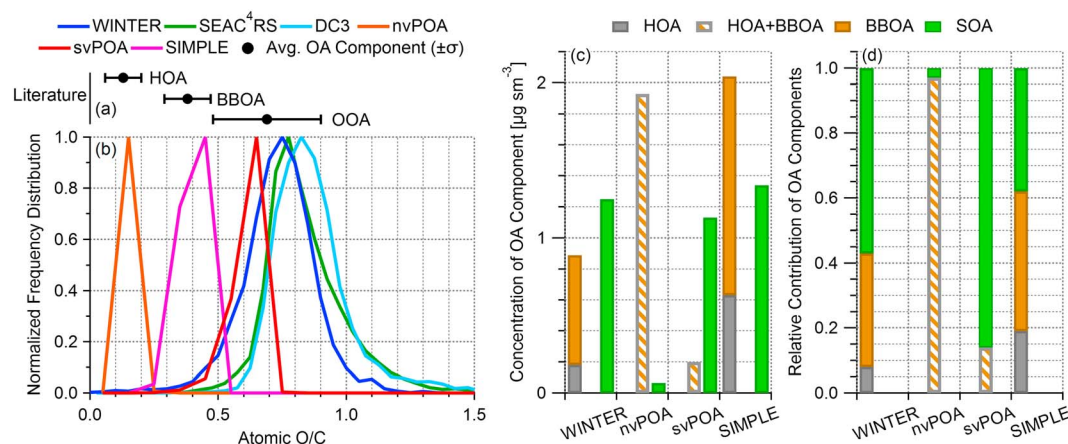 WINTER SEAC4RS DC3 nvPOA
svPOA SIMPLE Avg. OA Component (±σ)
HOA
Literature (a) BBOA
OOA
(b)
Normalized Frequency Distribution
1.0
0.8
0.6
0.4
0.2
0.0
0.0 0.5 1.0 1.5
Atomic O/C
HOA HOA+BBOA BBOA SOA
(c)
Concentration of OA Component [µg sm⁻³]
2
1
0
WINTER nvPOA svPOA SIMPLE
(d)
Relative Contribution of OA Components
1.0
0.8
0.6
0.4
0.2
0.0
WINTER nvPOA svPOA SIMPLE